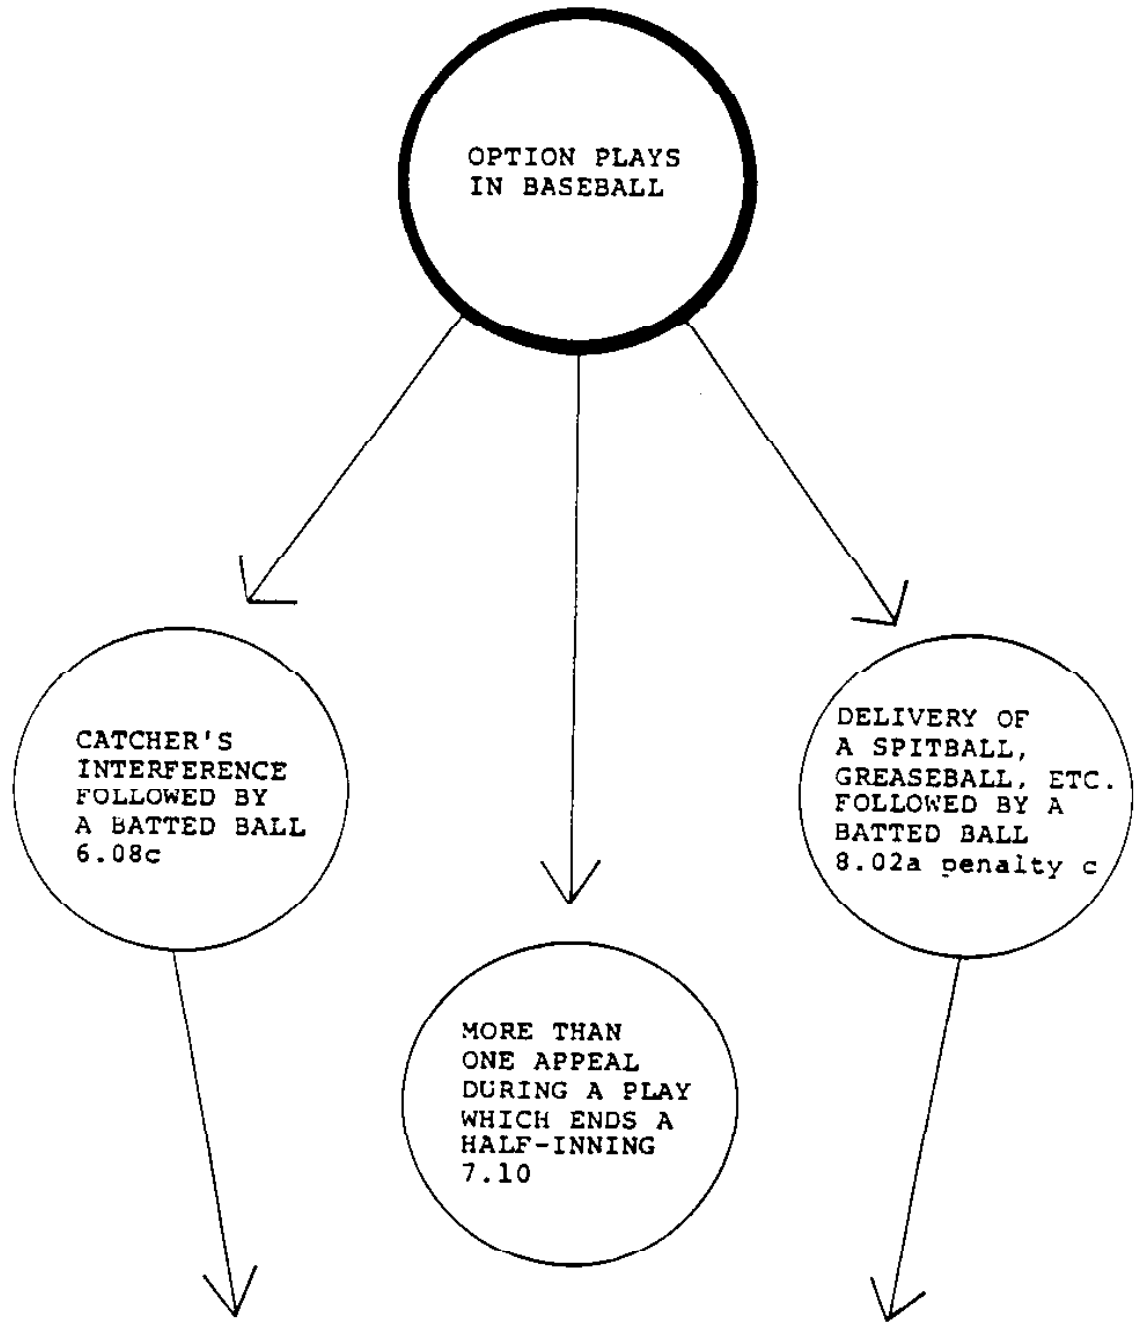 OPTION PLAYS
IN BASEBALL
CATCHER'S
INTERFERENCE
FOLLOWED BY
A BATTED BALL
6.08c
DELIVERY OF
A SPITBALL,
GREASEBALL, ETC.
FOLLOWED BY A
BATTED BALL
8.02a penalty c
MORE THAN
ONE APPEAL
DURING A PLAY
WHICH ENDS A
HALF-INNING
7.10